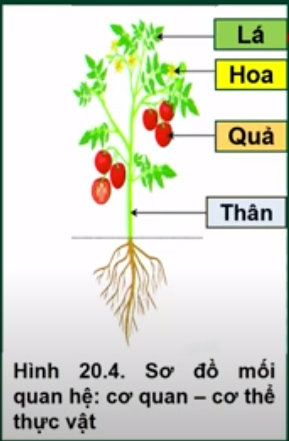 Lá
Hoa
Quả
Thân
Hình 20.4. Sơ đồ mối
quan hệ: cơ quan – cơ thể
thực vật